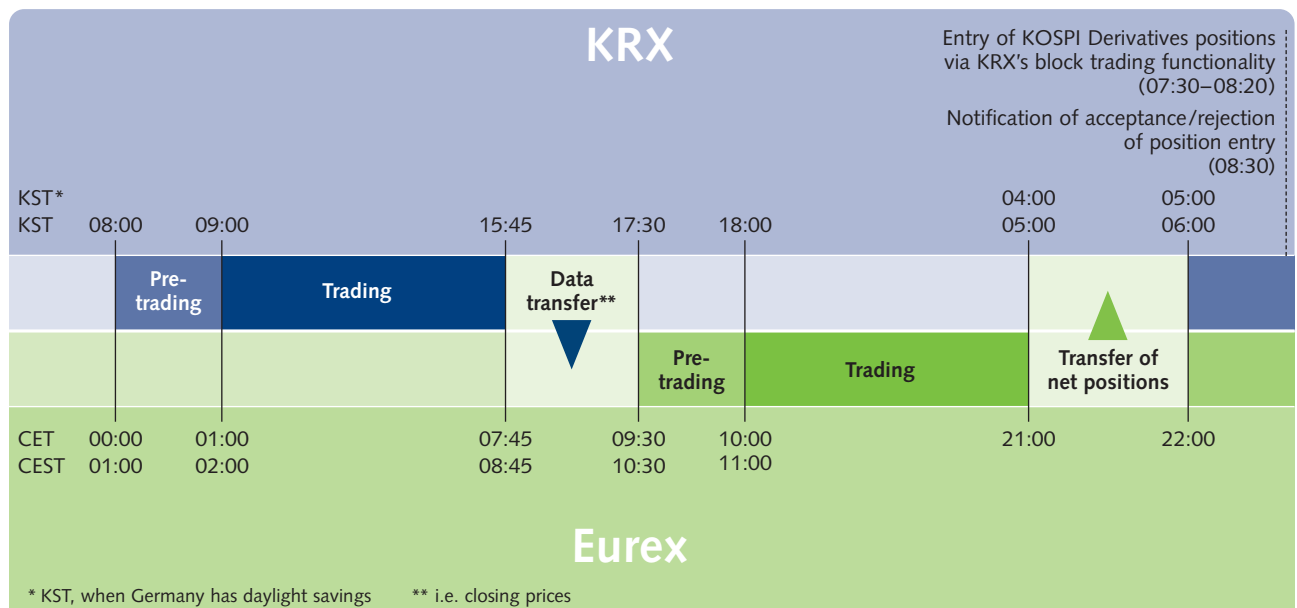 KRX
Entry of KOSPI Derivatives positions
via KRX's block trading functionality
(07:30–08:20)
Notification of acceptance/rejection
of position entry
(08:30)
KST* 04:00 05:00
KST 08:00 09:00 15:45 17:30 18:00 05:00 06:00
Pre-
trading
Trading
Data
transfer**
Pre-
trading
Trading
Transfer of
net positions
CET 00:00 01:00 07:45 09:30 10:00 21:00 22:00
CEST 01:00 02:00 08:45 10:30 11:00
Eurex
* KST, when Germany has daylight savings ** i.e. closing prices